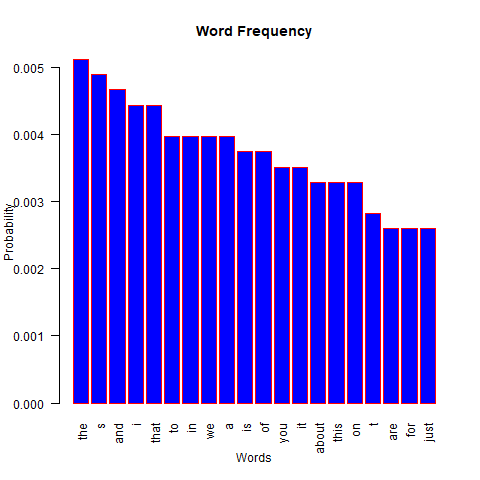 Word Frequency
0.005
0.004
0.003
0.002
0.001
0.000
Probability
the s and i that to in we a is of you it about this on t are for just
Words